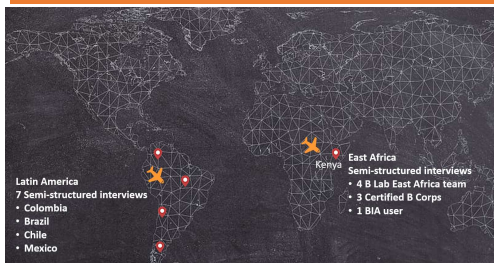 Latin America
7 Semi-structured interviews
• Colombia
• Brazil
• Chile
• Mexico
Kenya
East Africa
Semi-structured interviews
• 4 B Lab East Africa team
• 3 Certified B Corps
• 1 BIA user